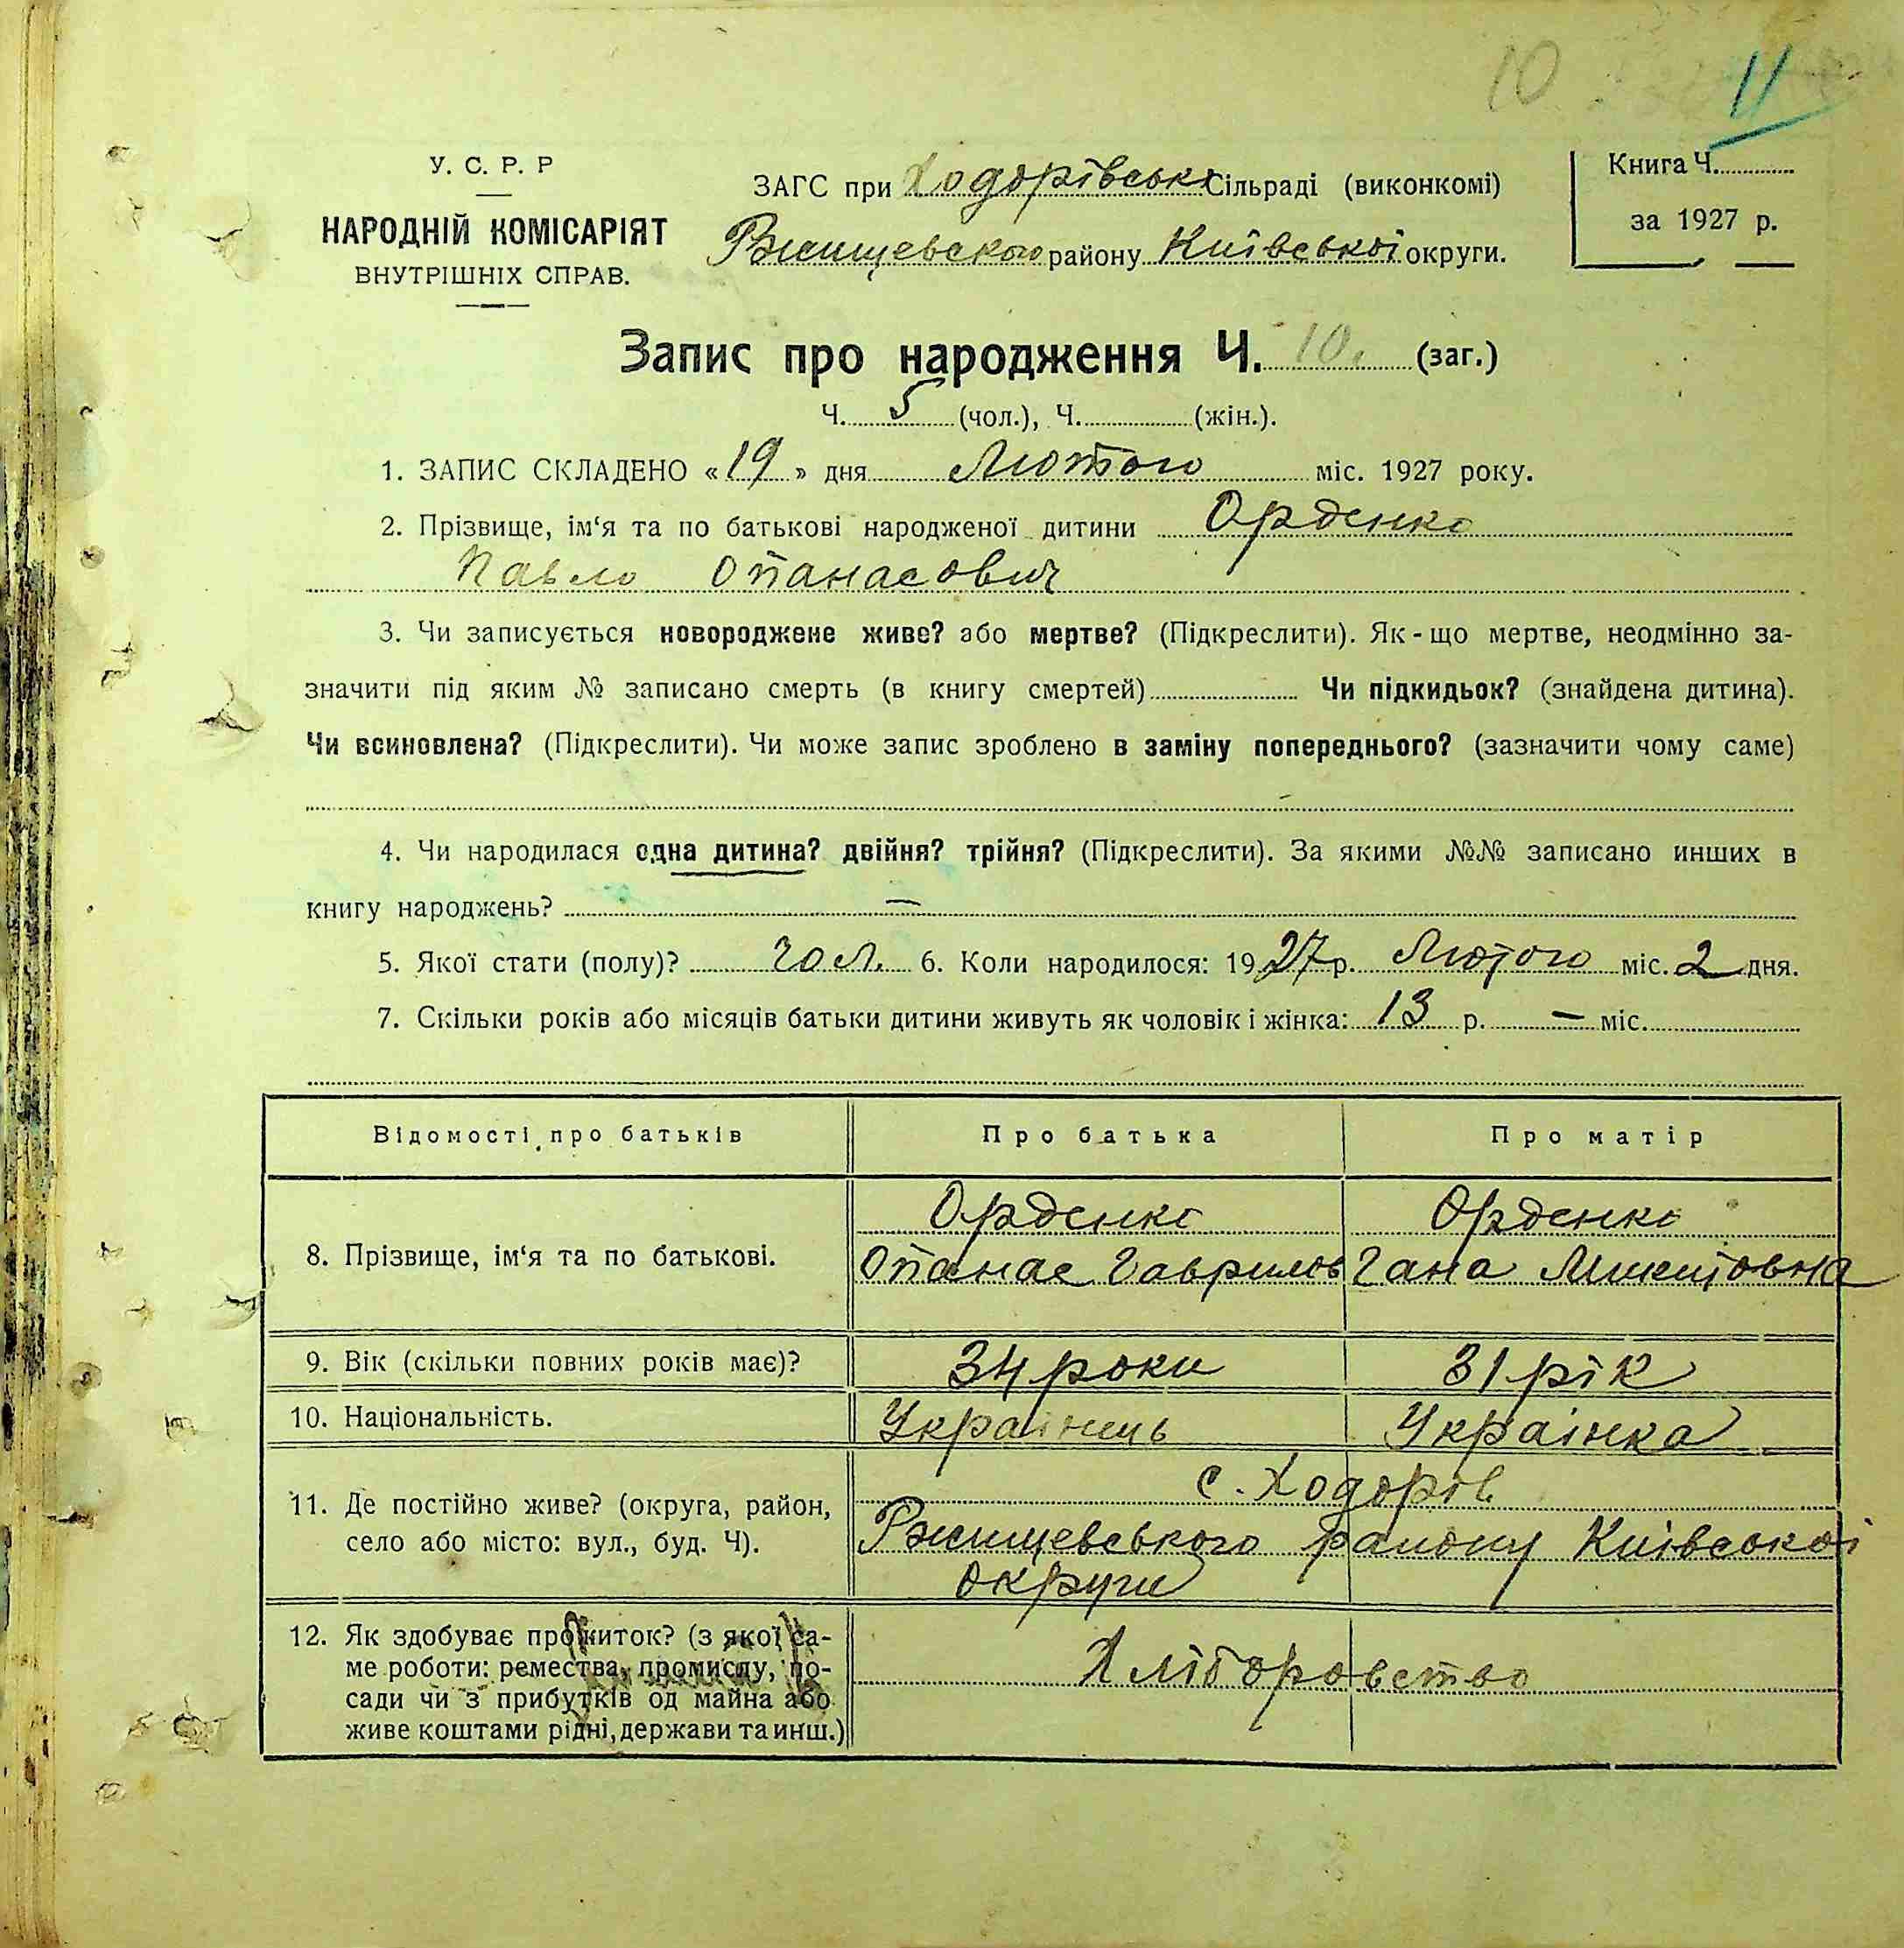 10 11
У. С. Р. Р
НАРОДНІЙ КОМІСАРІЯТ
ВНУТРІШНІХ СПРАВ.
ЗАГС при Ходорівські Сільраді (виконкомі)
Ржищевского району Київської округи.
Книга Ч.
за 1927 р.
Запис про народження Ч. 10. (заг.)
Ч. 5 (чол.), Ч. (жін.).
1. ЗАПИС СКЛАДЕНО «19» дня Лютого міс. 1927 року.
2. Прізвище, ім‘я та по батькові народженої дитини Орденко
Павло Опанасович
3. Чи записується новороджене живе? або мертве? (Підкреслити). Як-що мертве, неодмінно за-
значити під яким № записано смерть (в книгу смертей) Чи підкидьок? (знайдена дитина).
Чи всиновлена? (Підкреслити). Чи може запис зроблено в заміну попереднього? (зазначити чому саме)
4. Чи народилася одна дитина? двійня? трійня? (Підкреслити). За якими №№ записано инших в
книгу народжень? —
5. Якої стати (полу)? чол. 6. Коли народилося: 1927 р. Лютого міс. 2 дня.
7. Скільки років або місяців батьки дитини живуть як чоловік і жінка: 13 р. — міс.
Відомості про батьків Про батька Про матір
8. Прізвище, ім‘я та по батькові.
Орденко
Опанас Гаврилов
Орденко
Гана Микитовна
9. Вік (скільки повних років має)? 34 роки 31 рік
10. Національність. Українець Українка
11. Де постійно живе? (округа, район,
село або місто: вул., буд. Ч).
с. Ходорів
Ржищевського району Київської
округи
12. Як здобуває прожиток? (з якої са-
ме роботи: ремества, промислу, по-
сади чи з прибутків од майна або
живе коштами рідні, держави та инш.)
Хліборобство